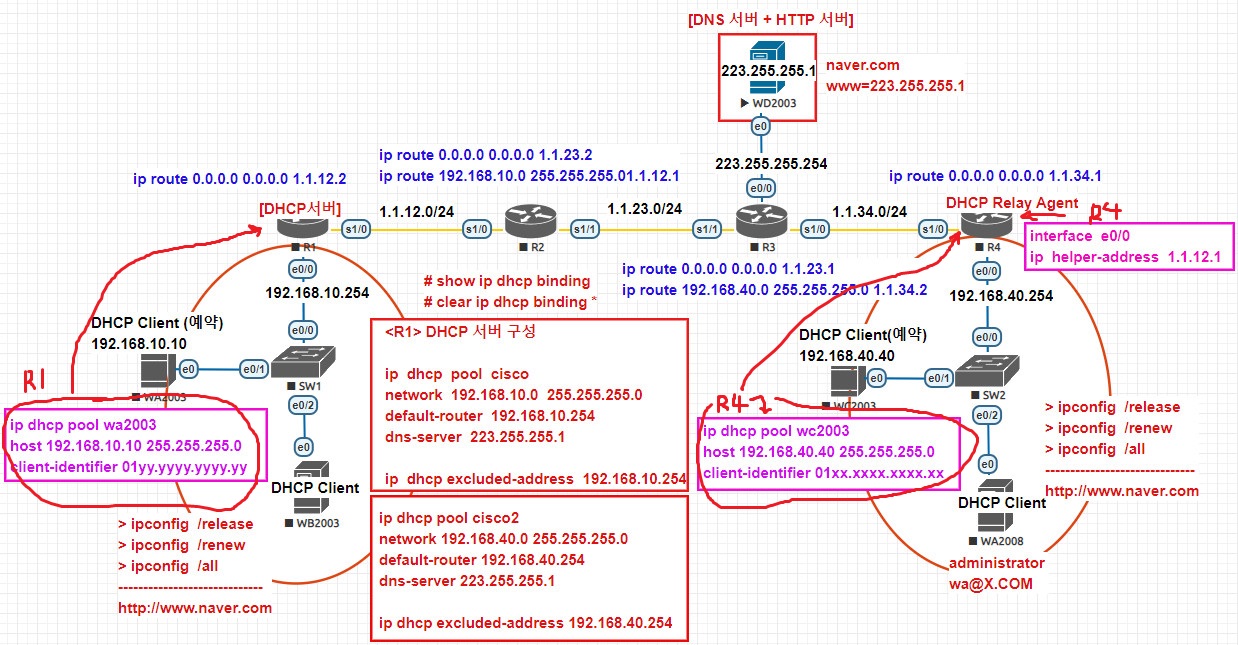 [DNS 서버 + HTTP 서버]
223.255.255.1
naver.com
www=223.255.255.1
WD2003
e0
223.255.255.254
e0/0
ip route 0.0.0.0 0.0.0.0 1.1.12.2
ip route 0.0.0.0 0.0.0.0 1.1.23.2
ip route 192.168.10.0 255.255.255.01.1.12.1
ip route 0.0.0.0 0.0.0.0 1.1.34.1
[DHCP서버]
1.1.12.0/24
1.1.23.0/24
1.1.34.0/24
DHCP Relay Agent
R4
s1/0
s1/0
s1/1
s1/1
s1/0
s1/0
R1
R2
R3
R4
interface e0/0
ip helper-address 1.1.12.1
e0/0
192.168.10.254
# show ip dhcp binding
# clear ip dhcp binding *
ip route 0.0.0.0 0.0.0.0 1.1.23.1
ip route 192.168.40.0 255.255.255.0 1.1.34.2
e0/0
192.168.40.254
DHCP Client (예약)
192.168.10.10
e0/0
e0
e0/1
WA2003
SW1
e0/2
e0
DHCP Client
WB2003
R1
ip dhcp pool wa2003
host 192.168.10.10 255.255.255.0
client-identifier 01yy.yyyy.yyyy.yy
> ipconfig /release
> ipconfig /renew
> ipconfig /all
-----------------------------
http://www.naver.com
<R1> DHCP 서버 구성
ip dhcp pool cisco
network 192.168.10.0 255.255.255.0
default-router 192.168.10.254
dns-server 223.255.255.1
ip dhcp excluded-address 192.168.10.254
ip dhcp pool cisco2
network 192.168.40.0 255.255.255.0
default-router 192.168.40.254
dns-server 223.255.255.1
ip dhcp excluded-address 192.168.40.254
DHCP Client(예약)
192.168.40.40
e0/0
e0
e0/1
WC2003
SW2
e0/2
e0
DHCP Client
WA2008
administrator
wa@X.COM
R4
ip dhcp pool wc2003
host 192.168.40.40 255.255.255.0
client-identifier 01xx.xxxx.xxxx.xx
> ipconfig /release
> ipconfig /renew
> ipconfig /all
------------------------------
http://www.naver.com